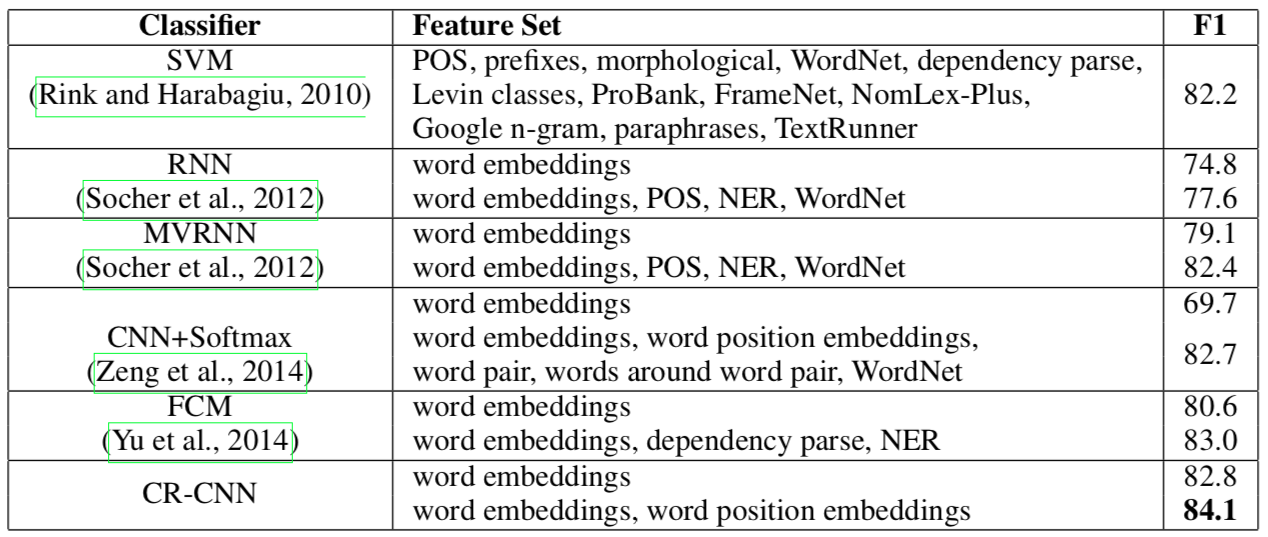 Classifier Feature Set F1
SVM
(Rink and Harabagiu, 2010)
POS, prefixes, morphological, WordNet, dependency parse,
Levin classes, ProBank, FrameNet, NomLex-Plus,
Google n-gram, paraphrases, TextRunner
82.2
RNN
(Socher et al., 2012)
word embeddings 74.8
word embeddings, POS, NER, WordNet 77.6
MVRNN
(Socher et al., 2012)
word embeddings 79.1
word embeddings, POS, NER, WordNet 82.4
CNN+Softmax
(Zeng et al., 2014)
word embeddings 69.7
word embeddings, word position embeddings,
word pair, words around word pair, WordNet
82.7
FCM
(Yu et al., 2014)
word embeddings 80.6
word embeddings, dependency parse, NER 83.0
CR-CNN
word embeddings 82.8
word embeddings, word position embeddings 84.1